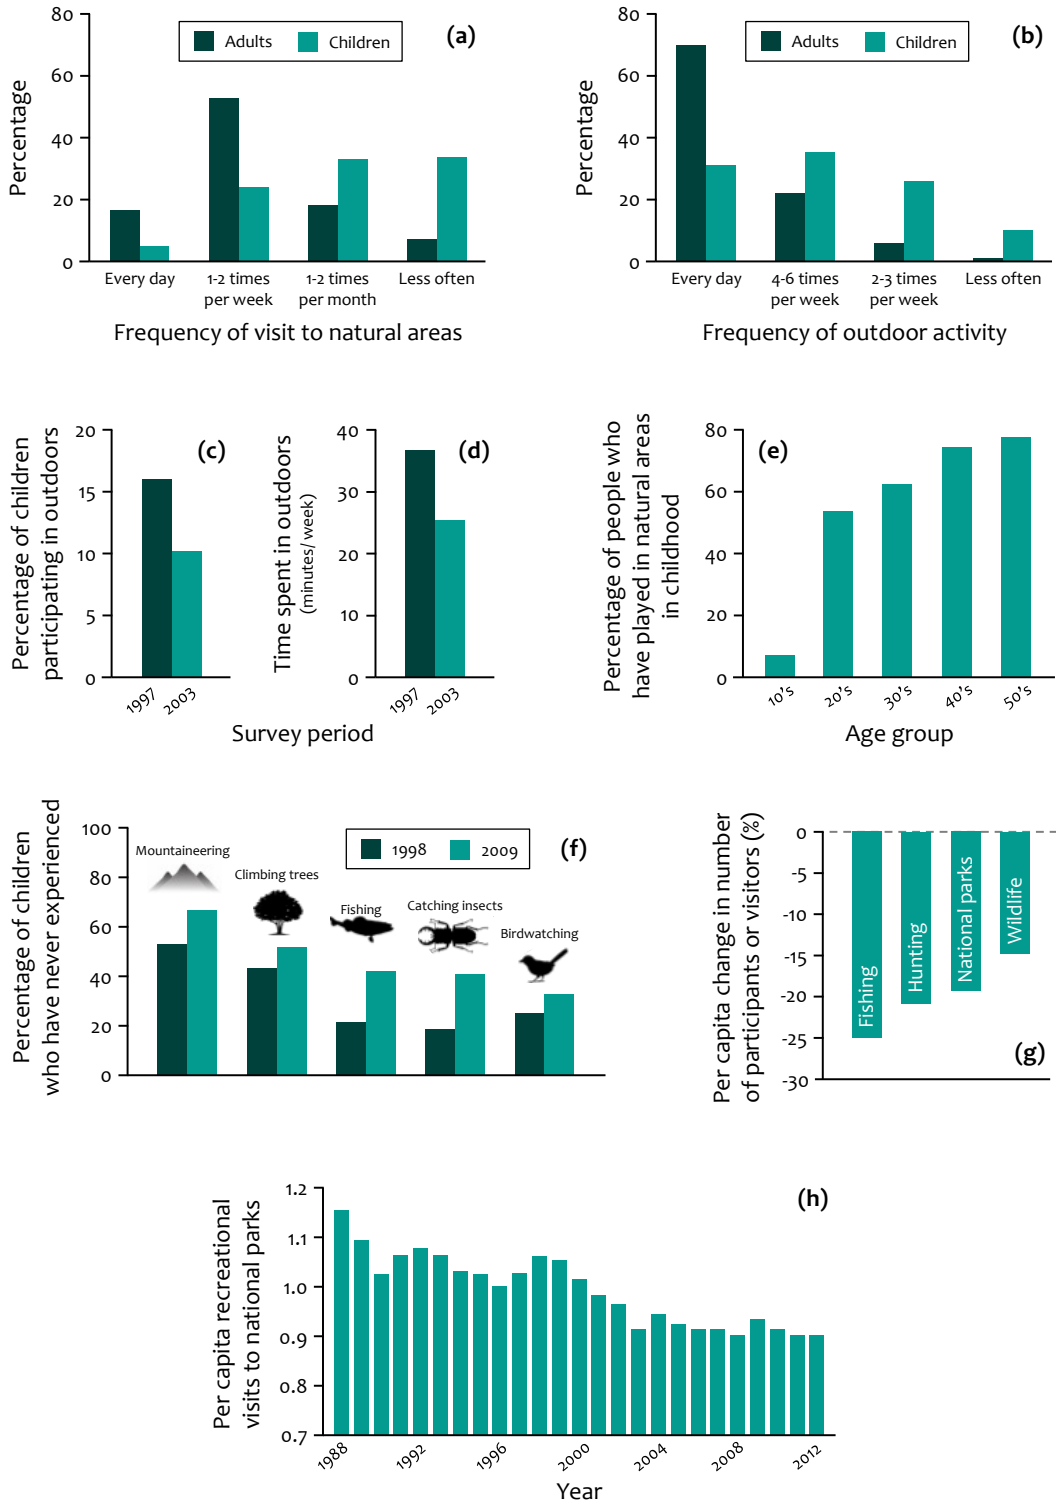 80
60
40
20
0
Percentage
Adults
Children
(a)
Every day
1-2 times
per week
1-2 times
per month
Less often
Frequency of visit to natural areas
80
60
40
20
0
Percentage
Adults
Children
(b)
Every day
4-6 times
per week
2-3 times
per week
Less often
Frequency of outdoor activity
Percentage of children
participating in outdoors
20
15
10
5
0
(c)
1997
2003
Time spent in outdoors
(minutes/week)
40
30
20
10
0
(d)
1997
2003
Survey period
Percentage of people who
have played in natural areas
in childhood
80
60
40
20
0
(e)
10's
20's
30's
40's
50's
Age group
Percentage of children
who have never experienced
100
80
60
40
20
0
1998
2009
(f)
Mountaineering
Climbing trees
Fishing
Catching insects
Birdwatching
Per capita change in number
of participants or visitors (%)
0
-5
-10
-15
-20
-25
-30
Fishing
Hunting
National parks
Wildlife
(g)
Per capita recreational
visits to national parks
1.2
1.1
1.0
0.9
0.8
0.7
(h)
1988
1992
1996
2000
2004
2008
2012
Year